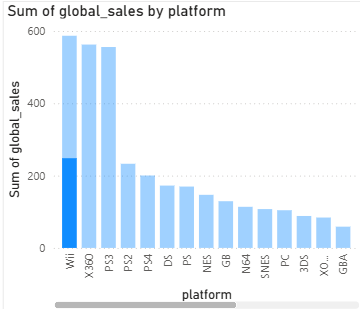 Sum of global_sales by platform
Sum of global_sales
600
400
200
0
Wii
X360
PS3
PS2
PS4
DS
PS
NES
GB
N64
SNES
PC
3DS
XO...
GBA
platform